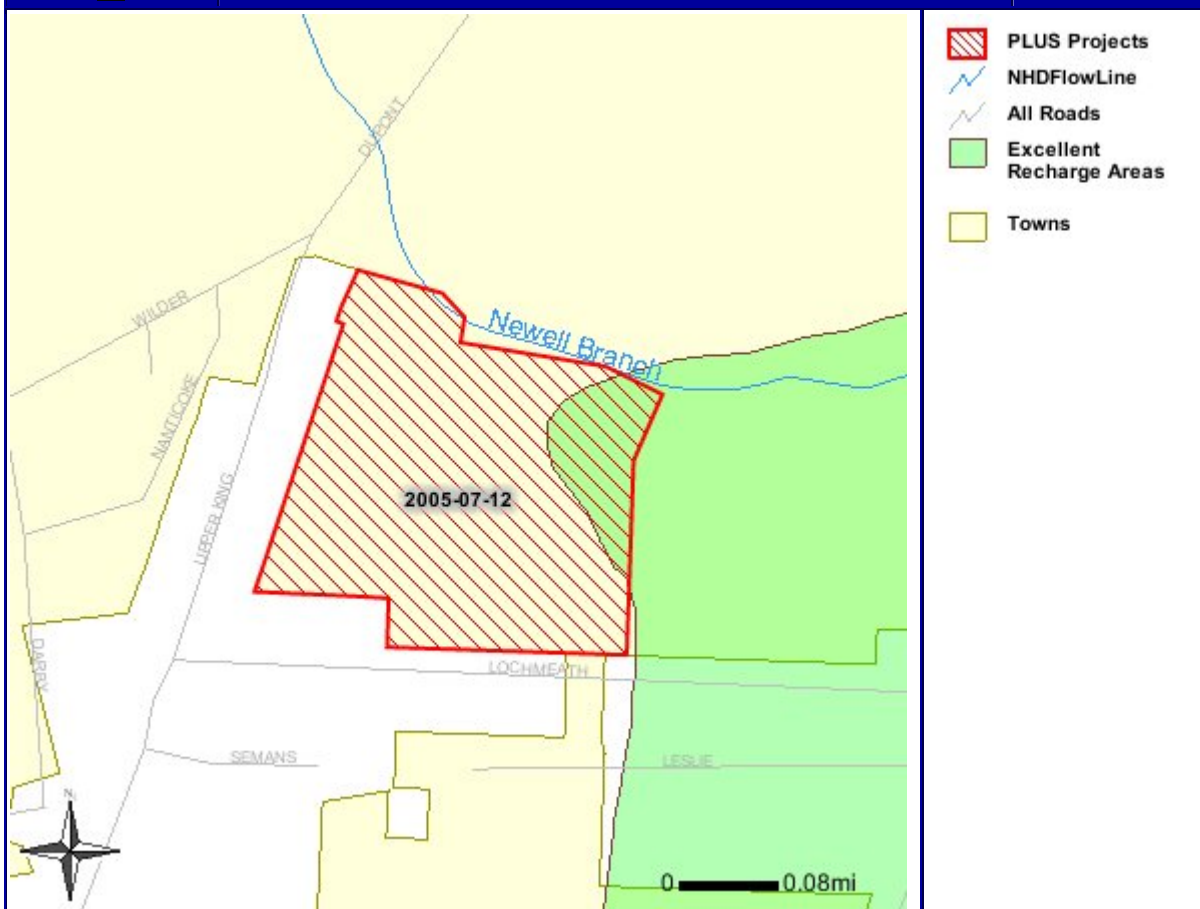 PLUS Projects
NHDFlowLine
All Roads
Excellent
Recharge Areas
Towns
DUPONT
WILDER
NANTICOKE
UPPER KING
Newell Branch
2005-07-12
DARBY
LOCHMEATH
SEMANS
LESLIE
N
0 0.08mi